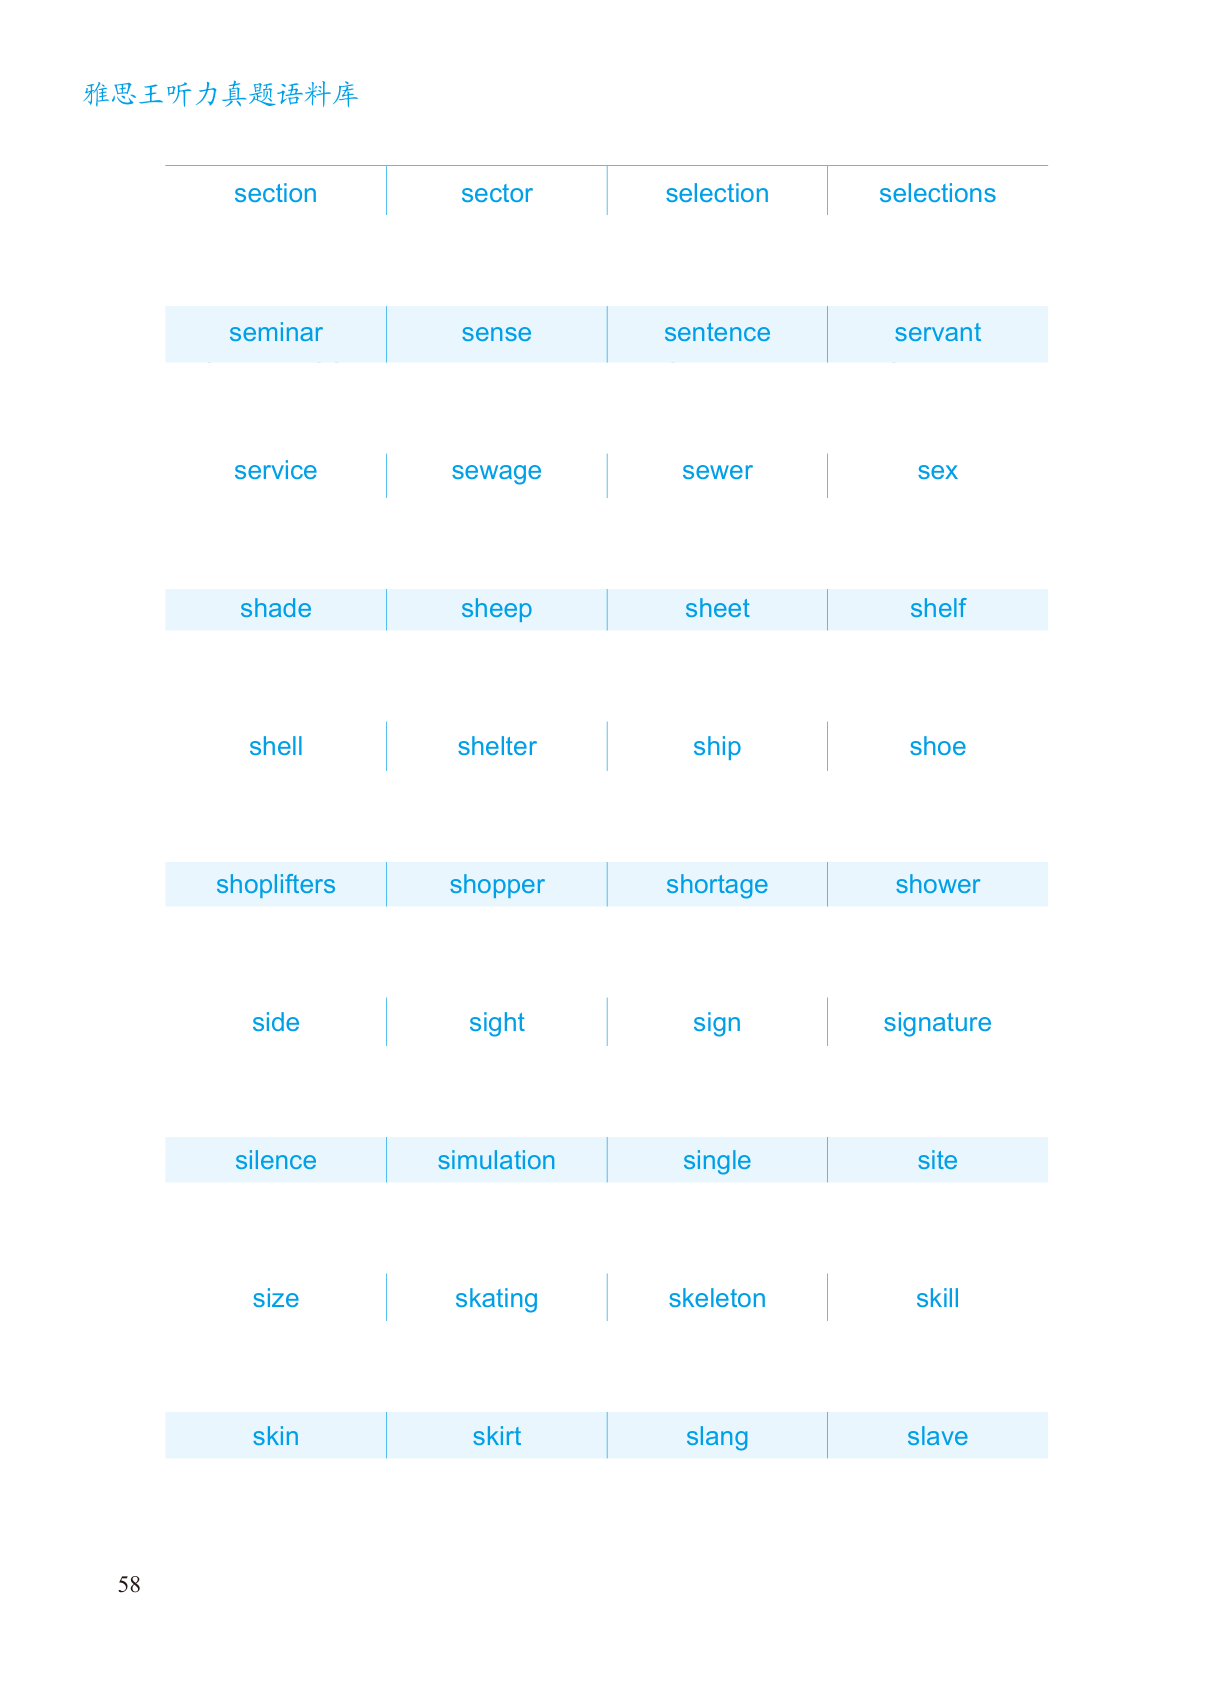 雅思王听力真题语料库
section sector selection selections
seminar sense sentence servant
service sewage sewer sex
shade sheep sheet shelf
shell shelter ship shoe
shoplifters shopper shortage shower
side sight sign signature
silence simulation single site
size skating skeleton skill
skin skirt slang slave
58